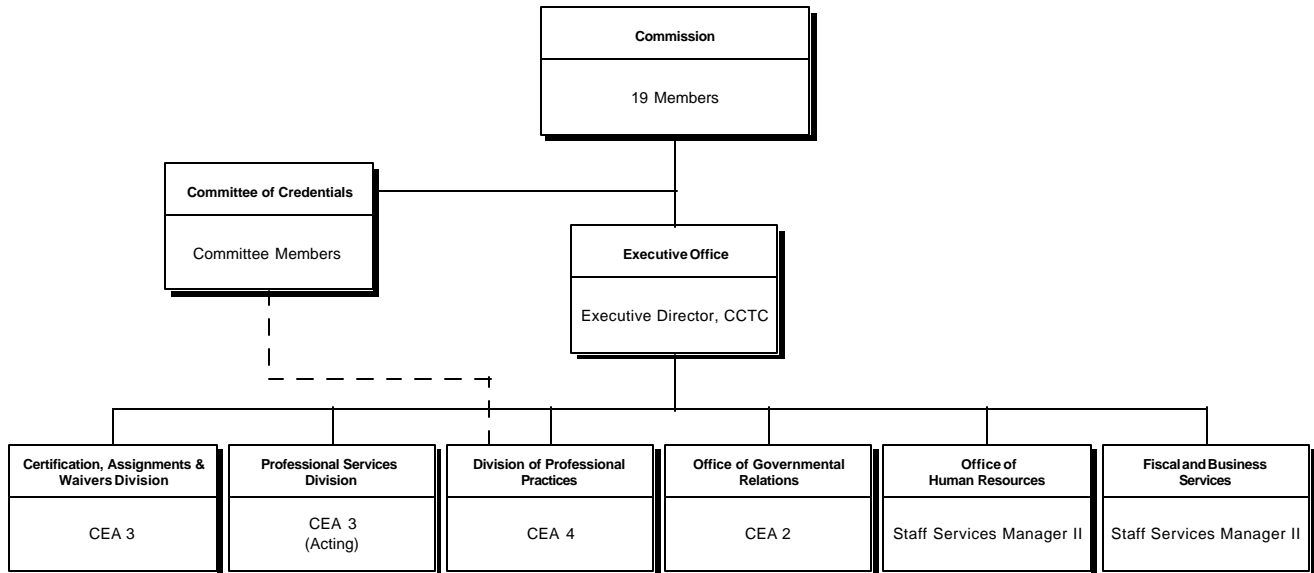 Commission
19 Members
Committee of Credentials
Committee Members
Executive Office
Executive Director, CCTC
Certification, Assignments &
Waivers Division
CEA 3
Professional Services
Division
CEA 3
(Acting)
Division of Professional
Practices
CEA 4
Office of Governmental
Relations
CEA 2
Office of
Human Resources
Staff Services Manager II
Fiscal and Business
Services
Staff Services Manager II